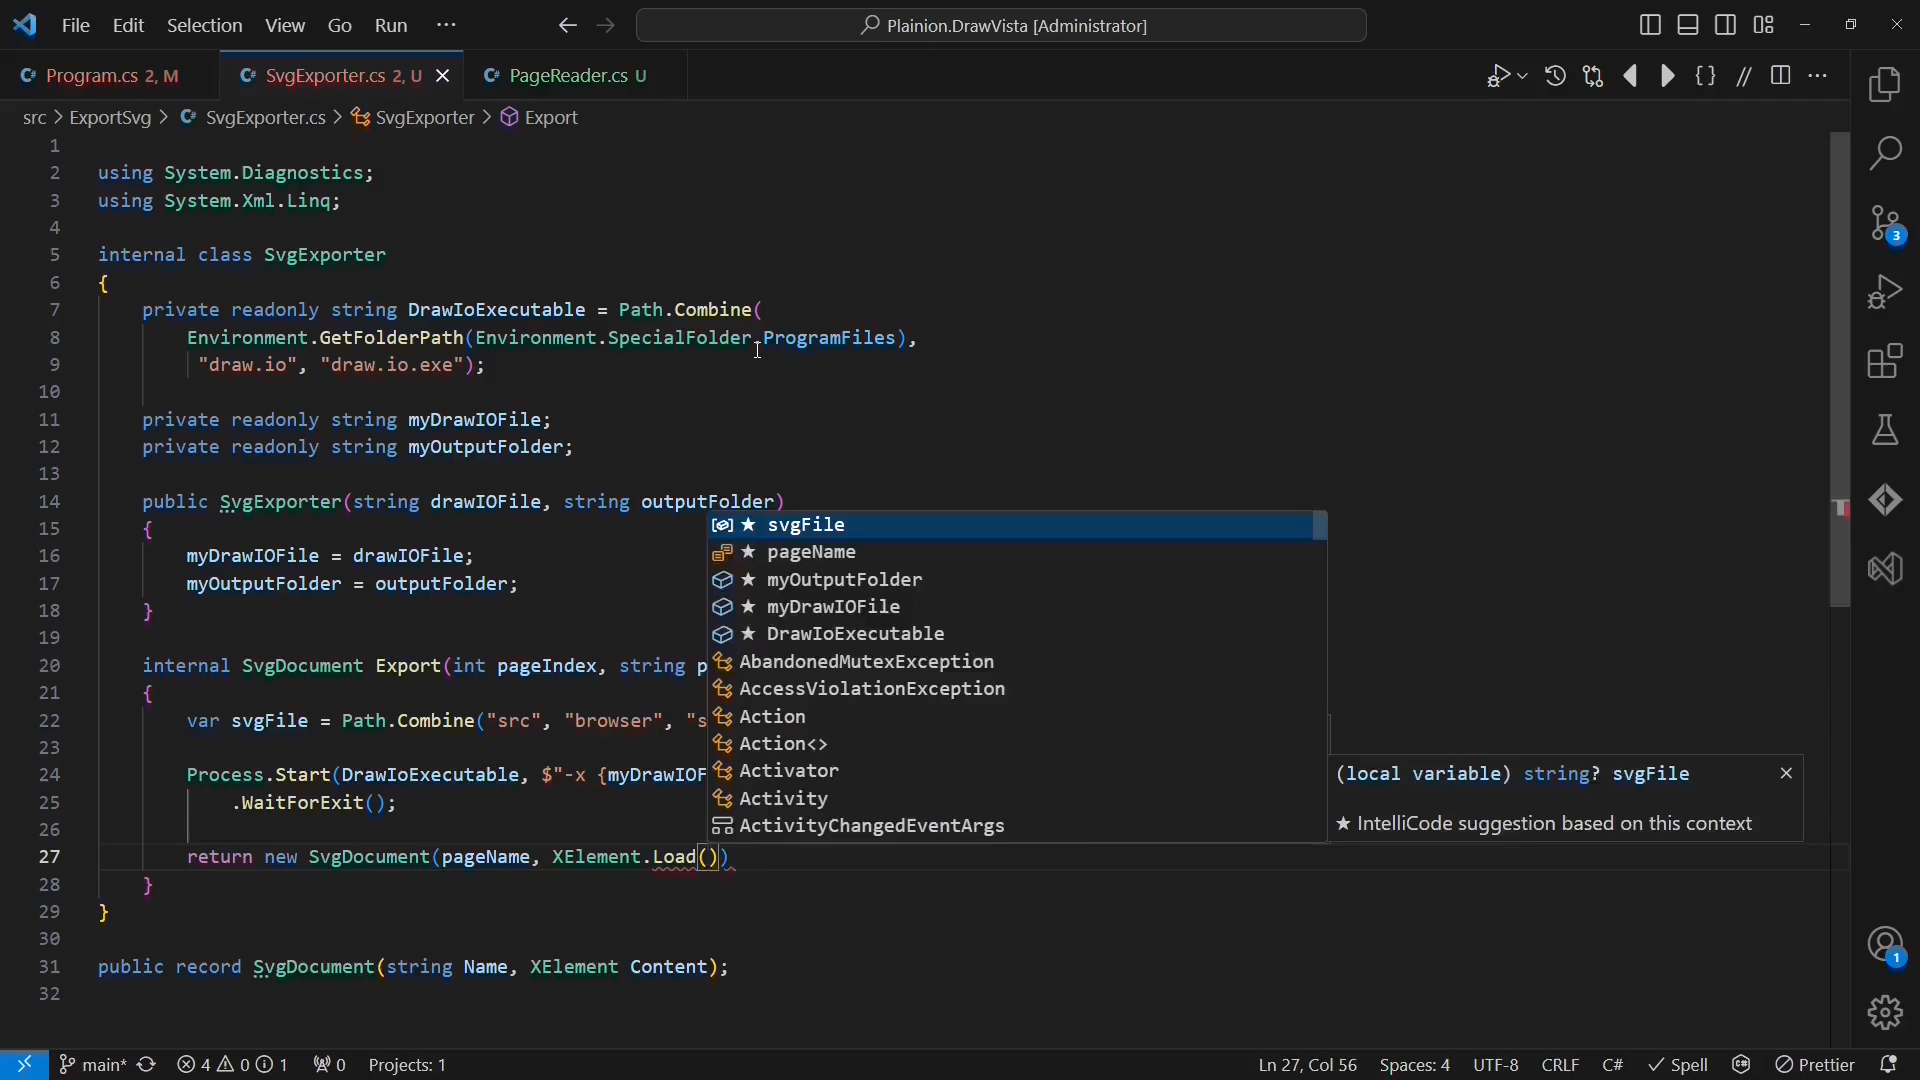 File Edit Selection View Go Run ··· Plainion.DrawVista [Administrator]
Program.cs 2, M SvgExporter.cs 2, U PageReader.cs U
src > ExportSvg > SvgExporter.cs > SvgExporter > Export
1
2 using System.Diagnostics;
3 using System.Xml.Linq;
4
5 internal class SvgExporter
6 {
7 private readonly string DrawIoExecutable = Path.Combine(
8 Environment.GetFolderPath(Environment.SpecialFolder.ProgramFiles),
9 "draw.io", "draw.io.exe");
10
11 private readonly string myDrawIOFile;
12 private readonly string myOutputFolder;
13
14 public SvgExporter(string drawIOFile, string outputFolder)
15 {
16 myDrawIOFile = drawIOFile;
17 myOutputFolder = outputFolder;
18 }
19
20 internal SvgDocument Export(int pageIndex, string p
21 {
22 var svgFile = Path.Combine("src", "browser", "s
23
24 Process.Start(DrawIoExecutable, $"-x {myDrawIOF
25 .WaitForExit();
26
27 return new SvgDocument(pageName, XElement.Load())
28 }
29 }
30
31 public record SvgDocument(string Name, XElement Content);
32
★ svgFile
★ pageName
★ myOutputFolder
★ myDrawIOFile
★ DrawIoExecutable
AbandonedMutexException
AccessViolationException
Action
Action<>
Activator
Activity
ActivityChangedEventArgs
(local variable) string? svgFile
★ IntelliCode suggestion based on this context
3
1
main* 4 0 1 0 Projects: 1 Ln 27, Col 56 Spaces: 4 UTF-8 CRLF C# Spell Prettier